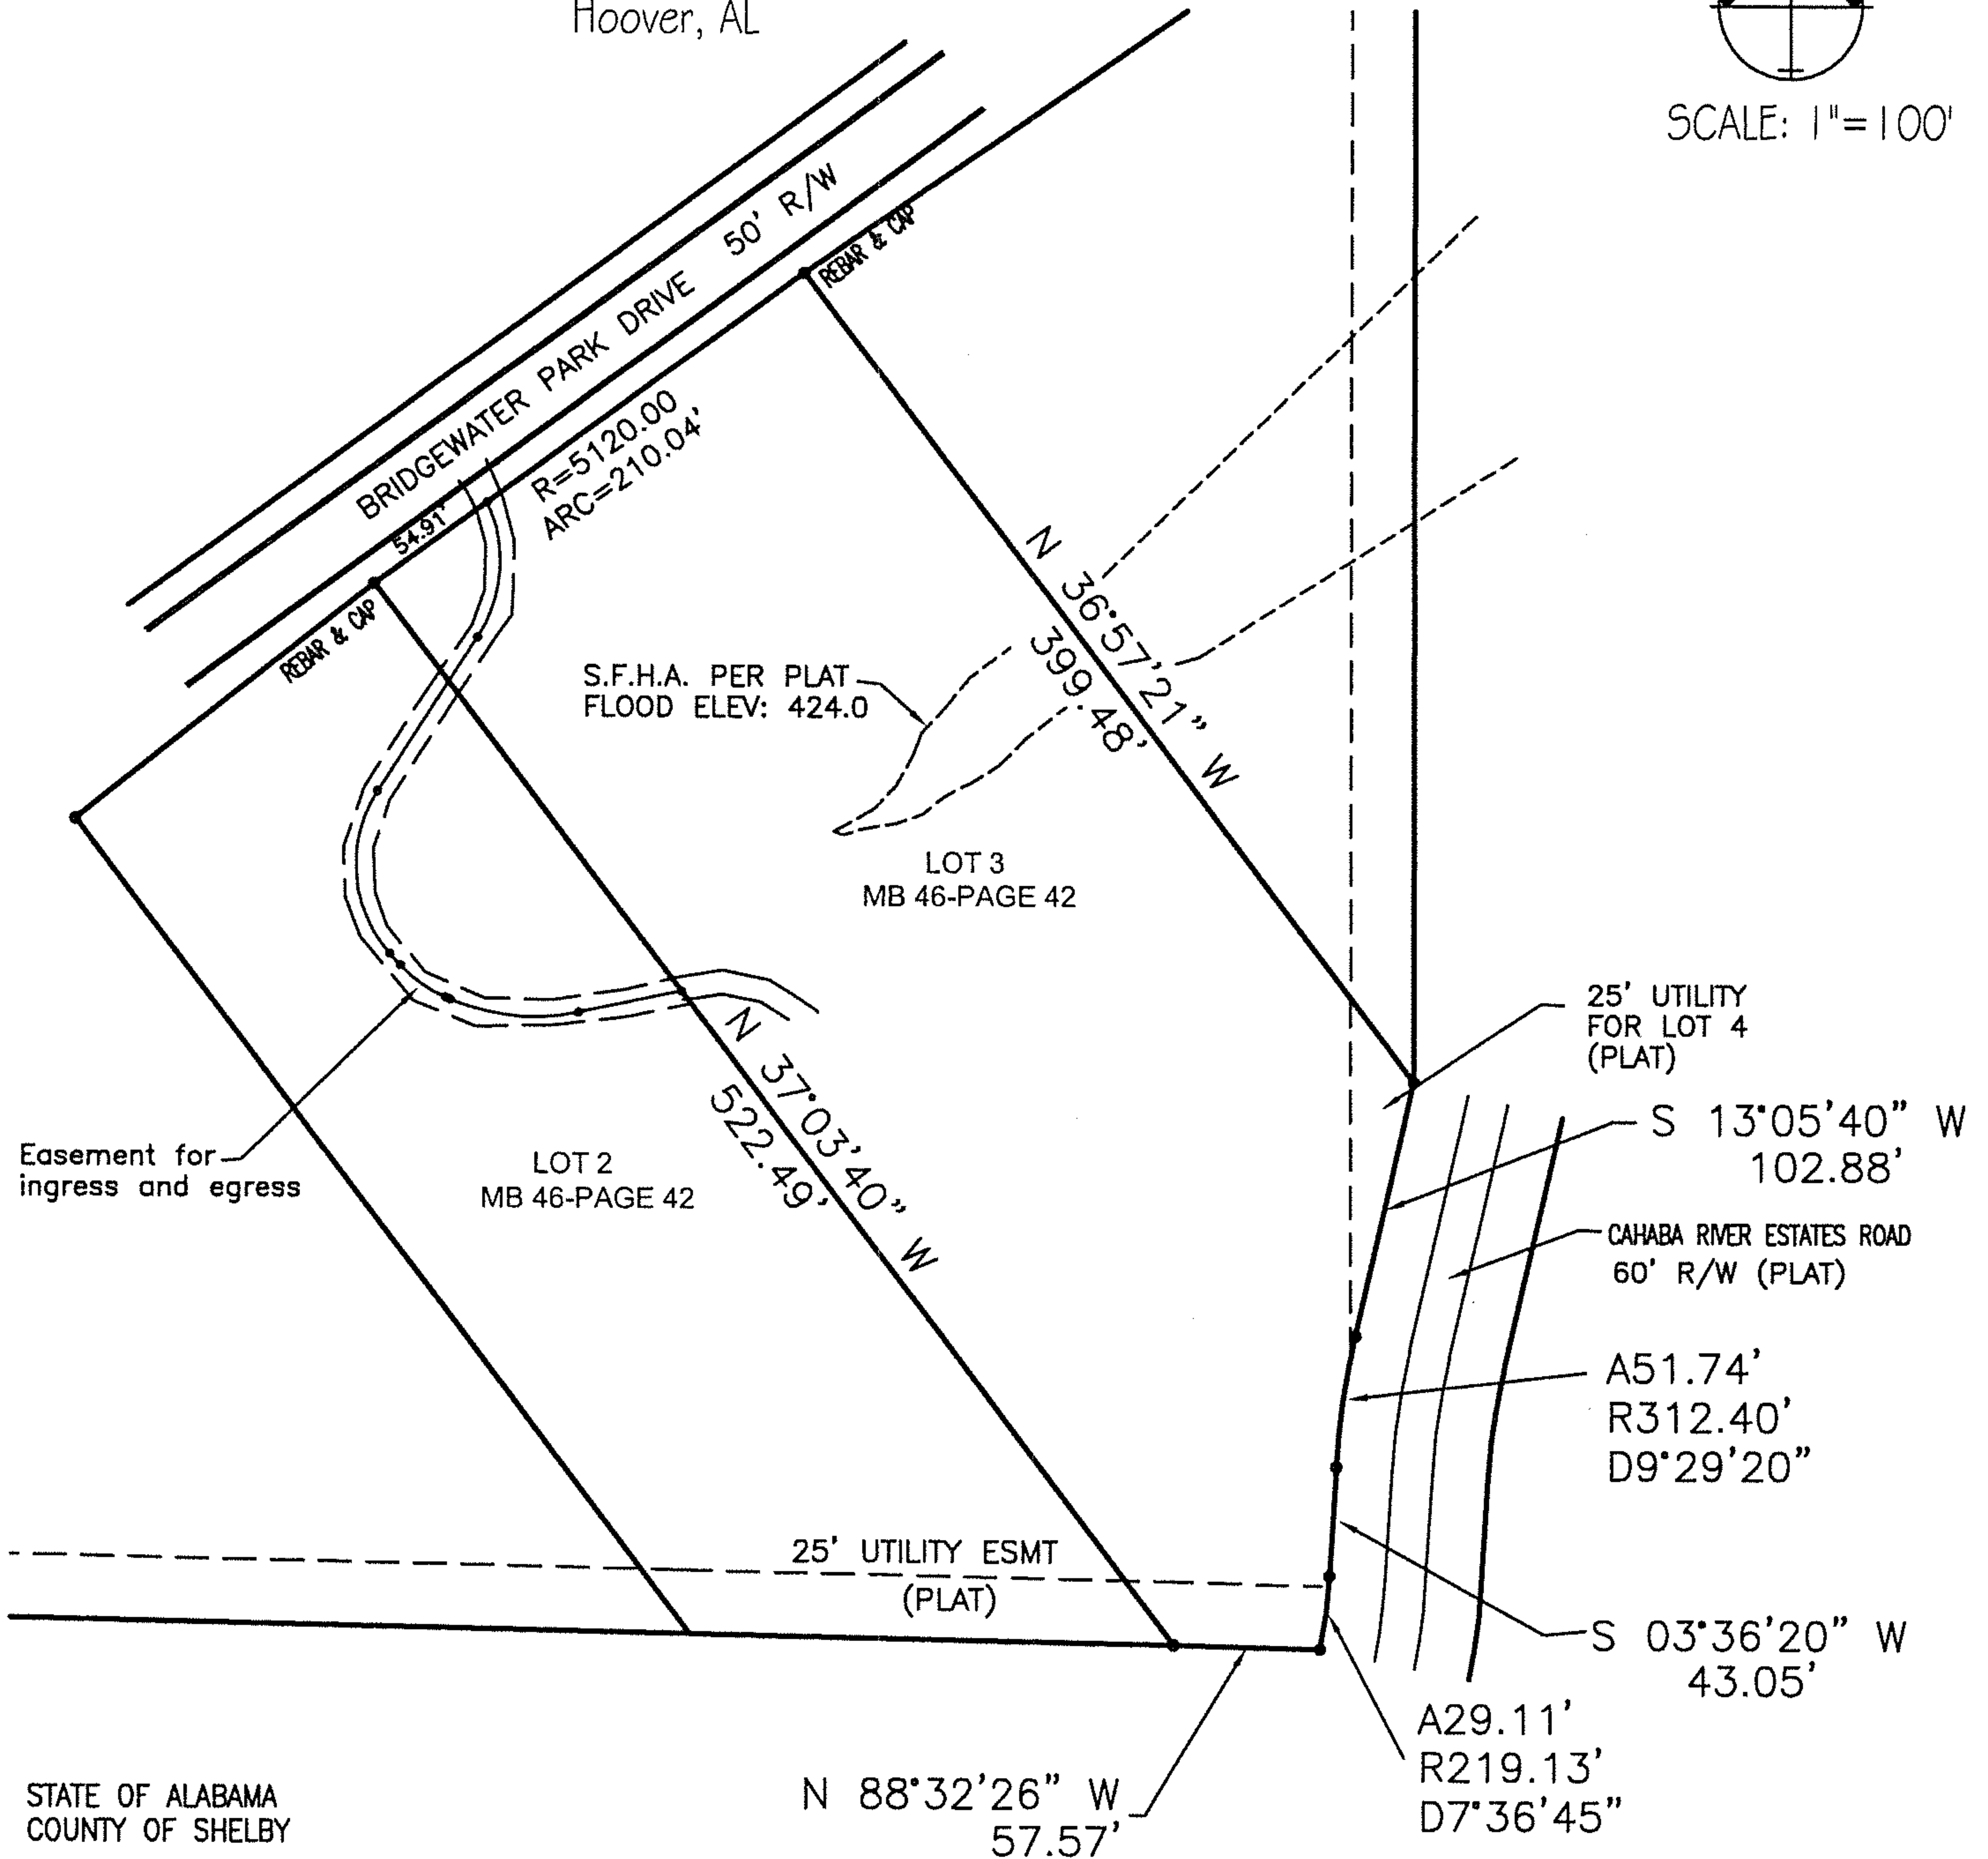 Hoover, AL
SCALE: 1"=100'
BRIDGEWATER PARK DRIVE 50' R/W
REBAR & CAP
R=5120.00
ARC=210.04'
54.91'
REBAR & CAP
N 36°57'21" W
399.48'
S.F.H.A. PER PLAT
FLOOD ELEV: 424.0
LOT 3
MB 46-PAGE 42
25' UTILITY
FOR LOT 4
(PLAT)
S 13°05'40" W
102.88'
N 37°03'40" W
522.49'
Easement for
ingress and egress
LOT 2
MB 46-PAGE 42
CAHABA RIVER ESTATES ROAD
60' R/W (PLAT)
A51.74'
R312.40'
D9°29'20"
25' UTILITY ESMT
(PLAT)
S 03°36'20" W
43.05'
A29.11'
R219.13'
D7°36'45"
N 88°32'26" W
57.57'
STATE OF ALABAMA
COUNTY OF SHELBY